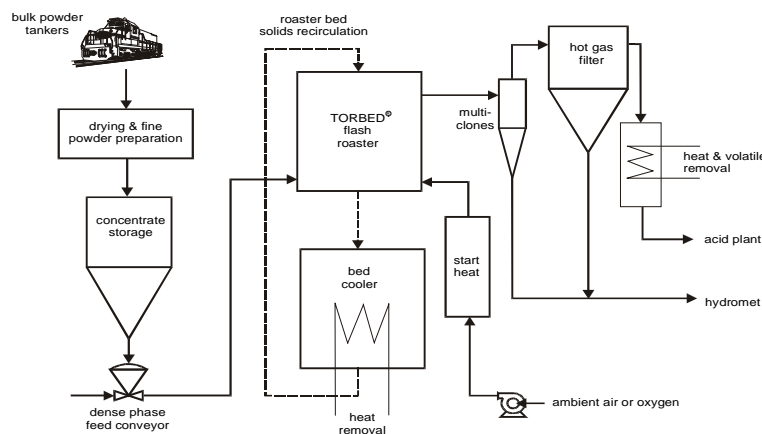 bulk powder
tankers
roaster bed
solids recirculation
drying & fine
powder preparation
TORBED®
flash
roaster
multi-
clones
hot gas
filter
heat & volatile
removal
concentrate
storage
start
heat
bed
cooler
acid plant
hydromet
dense phase
feed conveyor
heat
removal
ambient air or oxygen